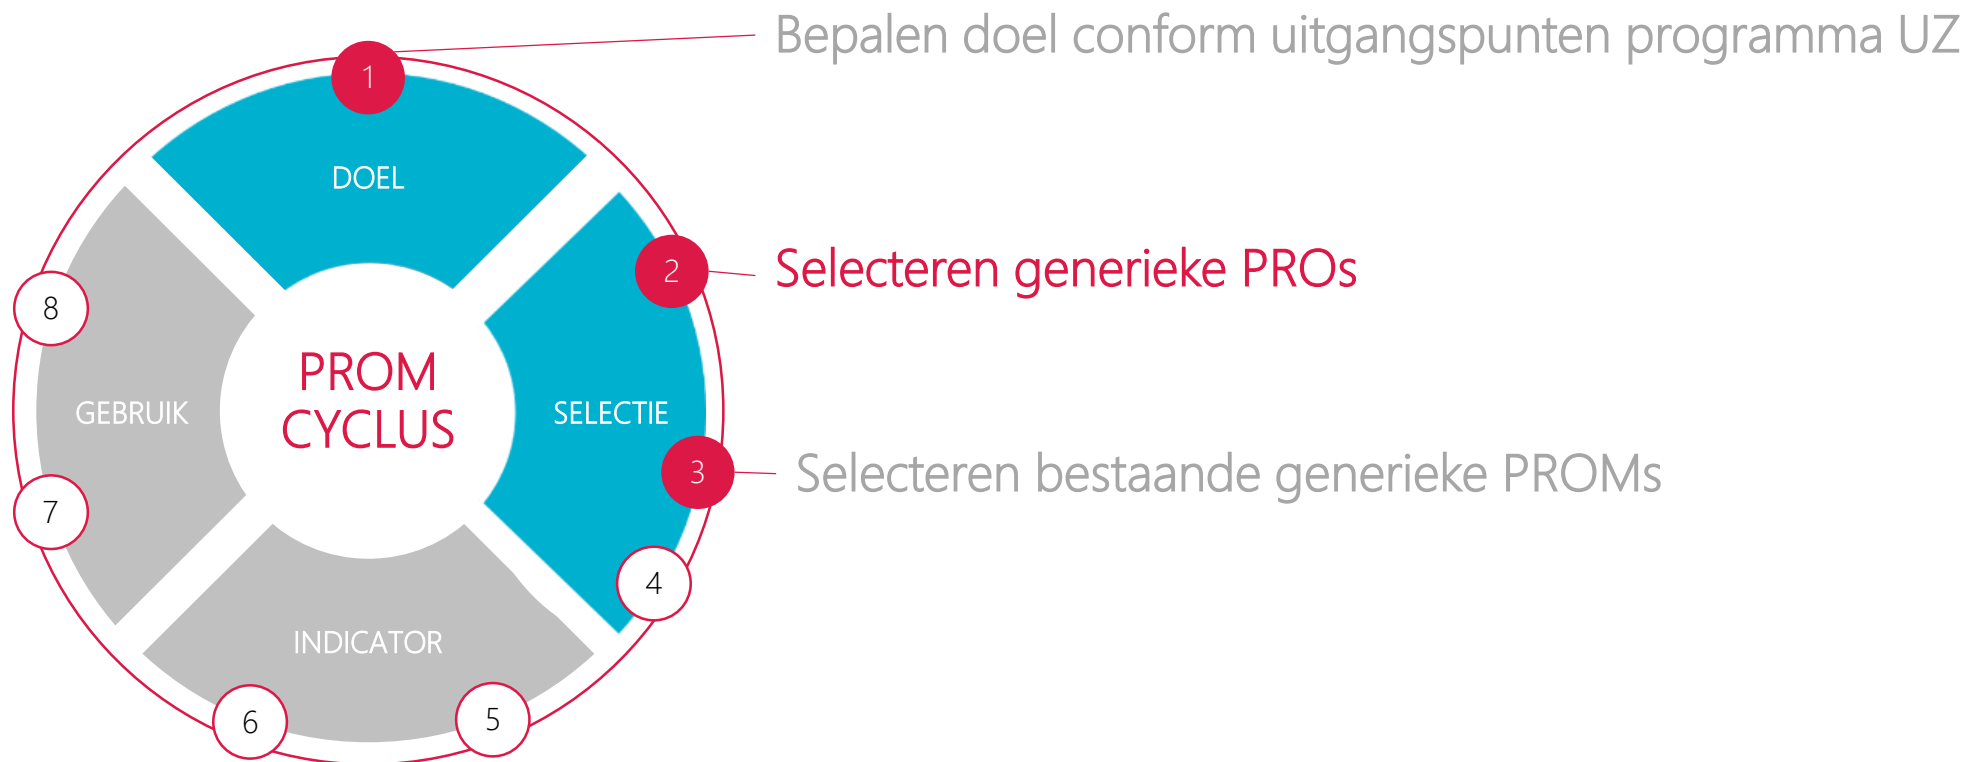 Bepalen doel conform uitgangspunten programma UZ
1
DOEL
2
Selecteren generieke PROs
8
PROM
CYCLUS
GEBRUIK
SELECTIE
3
Selecteren bestaande generieke PROMs
7
4
INDICATOR
6
5